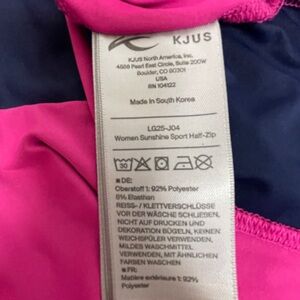 KJUS
KJUS North America, Inc.
4699 Pearl East Circle, Suite 200W
Boulder, CO 80301
USA
RN 104122
Made in South Korea
LG25-J04
Women Sunshine Sport Half-Zip
30
DE:
Oberstoff 1: 92% Polyester
8% Elasthan
REISS- / KLETTVERSCHLÜSSE
VOR DER WÄSCHE SCHLIEẞEN,
NICHT AUF DRUCKEN UND
DEKORATION BÜGELN, KEINEN
WEICHSPÜLER VERWENDEN,
MILDES WASCHMITTEL
VERWENDEN, MIT ÄHNLICHEN
FARBEN WASCHEN
FR:
Matière extérieure 1: 92%
Polyester